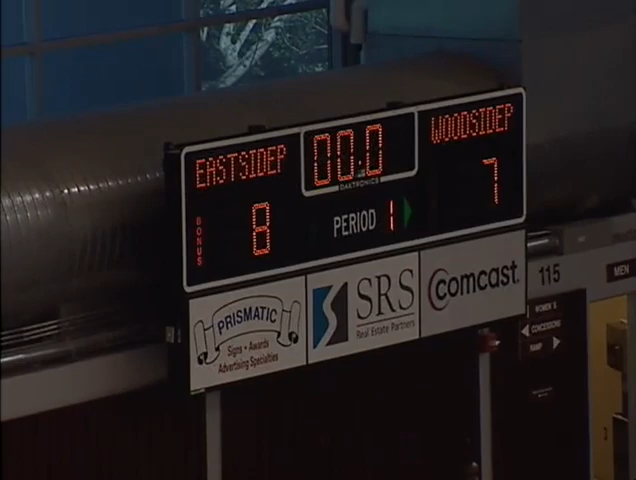 EASTSIDEP
00.0
WOODSIDEP
DAKTRONICS
BONUS
8
PERIOD 1
7
PRISMATIC
Signs • Awards
Advertising Specialties
SRS
Real Estate Partners
comcast.
115
MEN
WOMEN
CONCESSIONS
RAMP